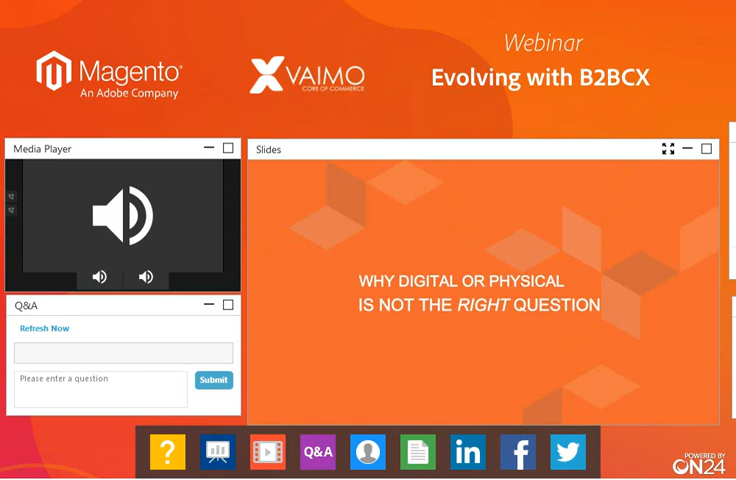 Webinar
Magento®
An Adobe Company
VAIMO
CORE OF COMMERCE
Evolving with B2BCX
Media Player
Slides
WHY DIGITAL OR PHYSICAL
IS NOT THE RIGHT QUESTION
Q&A
Refresh Now
Please enter a question
Submit
?
Q&A
in
f
POWERED BY
ON24